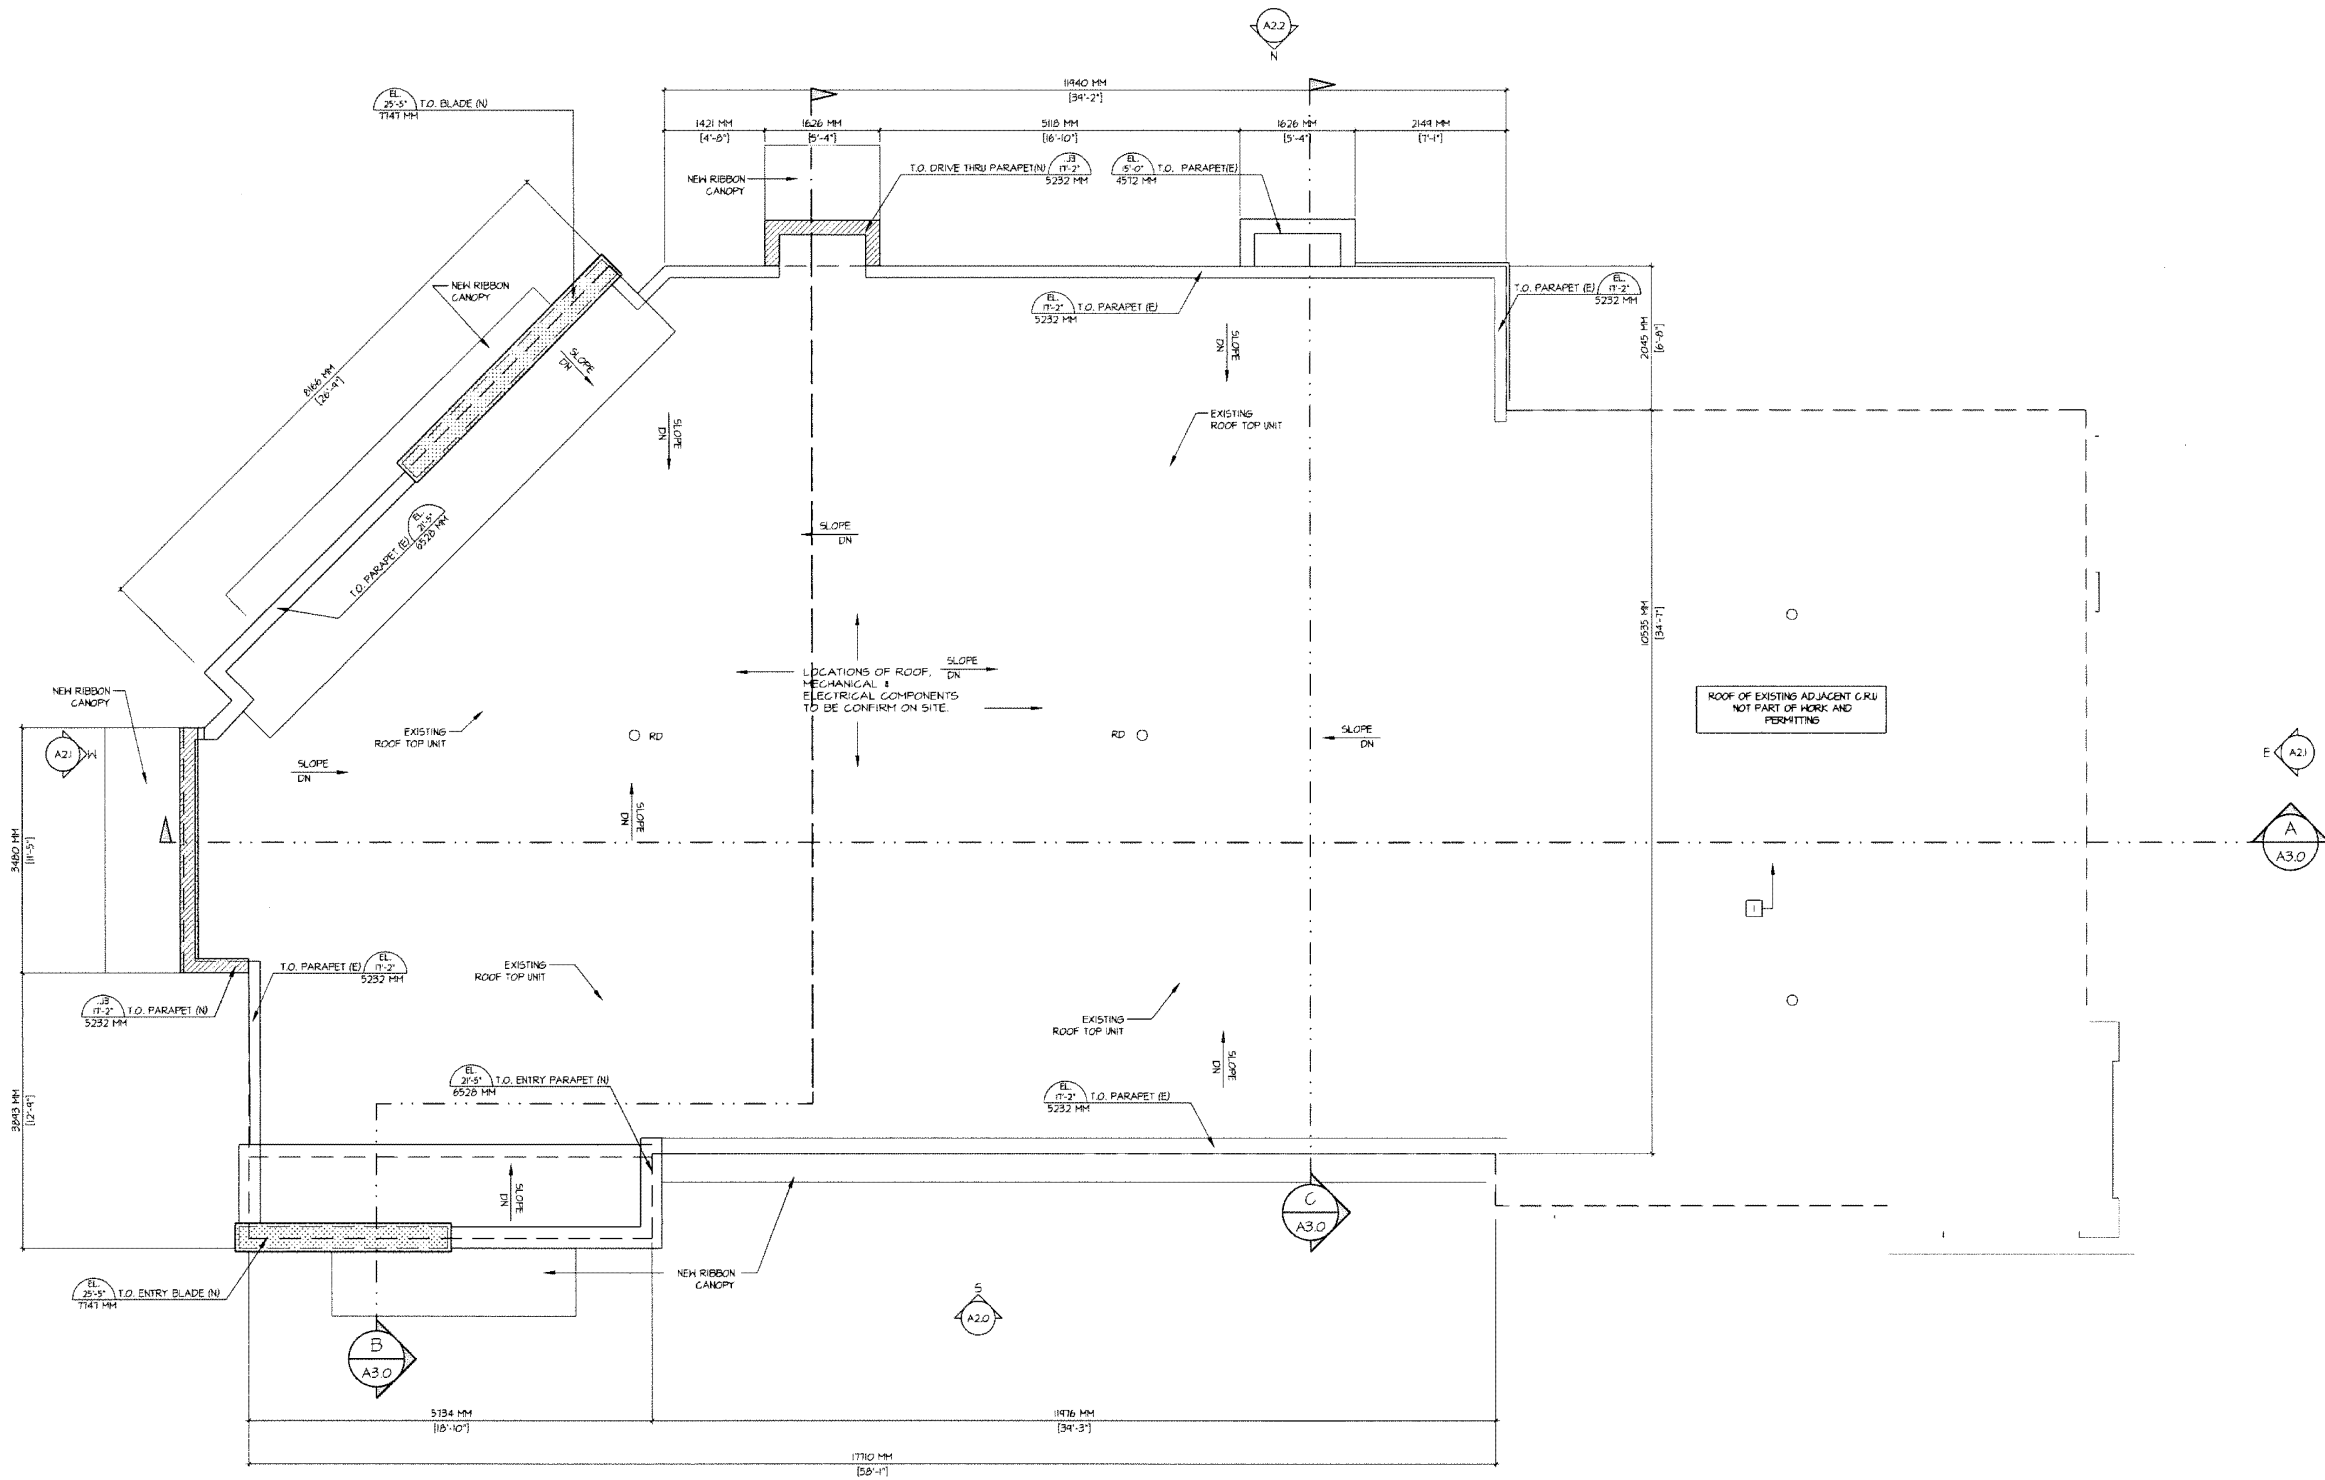 A2.2
N
11940 MM
[39'-2"]
EL.
25'-5"
T.O. BLADE (N)
7747 MM
1421 MM
[4'-8"]
1626 MM
[5'-4"]
5118 MM
[16'-10"]
1626 MM
[5'-4"]
2149 MM
[7'-1"]
NEW RIBBON
CANOPY
T.O. DRIVE THRU PARAPET(N)
.J3
17'-2"
5232 MM
EL.
15'-0"
T.O. PARAPET(E)
4572 MM
NEW RIBBON
CANOPY
EL.
17'-2"
T.O. PARAPET (E)
5232 MM
T.O. PARAPET (E)
EL.
17'-2"
5232 MM
2045 MM
[6'-8"]
SLOPE
DN
SLOPE
DN
8166 MM
[26'-9"]
EXISTING
ROOF TOP UNIT
SLOPE
DN
T.O. PARAPET (E)
EL.
21'-5"
6528 MM
SLOPE
DN
10535 MM
[34'-7"]
LOCATIONS OF ROOF,
MECHANICAL &
ELECTRICAL COMPONENTS
TO BE CONFIRM ON SITE.
SLOPE
DN
NEW RIBBON
CANOPY
ROOF OF EXISTING ADJACENT C.R.U
NOT PART OF WORK AND
PERMITTING
EXISTING
ROOF TOP UNIT
RD
RD
SLOPE
DN
A2.1
W
E
A2.1
SLOPE
DN
SLOPE
DN
3480 MM
[11'-5"]
A
A3.0
1
T.O. PARAPET (E)
EL.
17'-2"
5232 MM
EXISTING
ROOF TOP UNIT
.J3
17'-2"
T.O. PARAPET (N)
5232 MM
EXISTING
ROOF TOP UNIT
SLOPE
DN
EL.
21'-5"
T.O. ENTRY PARAPET (N)
6528 MM
EL.
17'-2"
T.O. PARAPET (E)
5232 MM
3893 MM
[12'-9"]
SLOPE
DN
C
A3.0
NEW RIBBON
CANOPY
EL.
25'-5"
T.O. ENTRY BLADE (N)
7747 MM
S
A2.0
B
A3.0
5734 MM
[18'-10"]
11976 MM
[39'-3"]
17710 MM
[58'-1"]